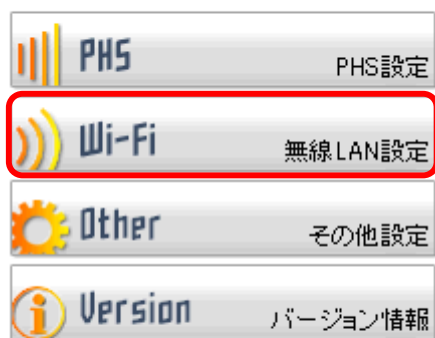 PHS
PHS設定
Wi-Fi
無線LAN設定
Other
その他設定
Version
バージョン情報